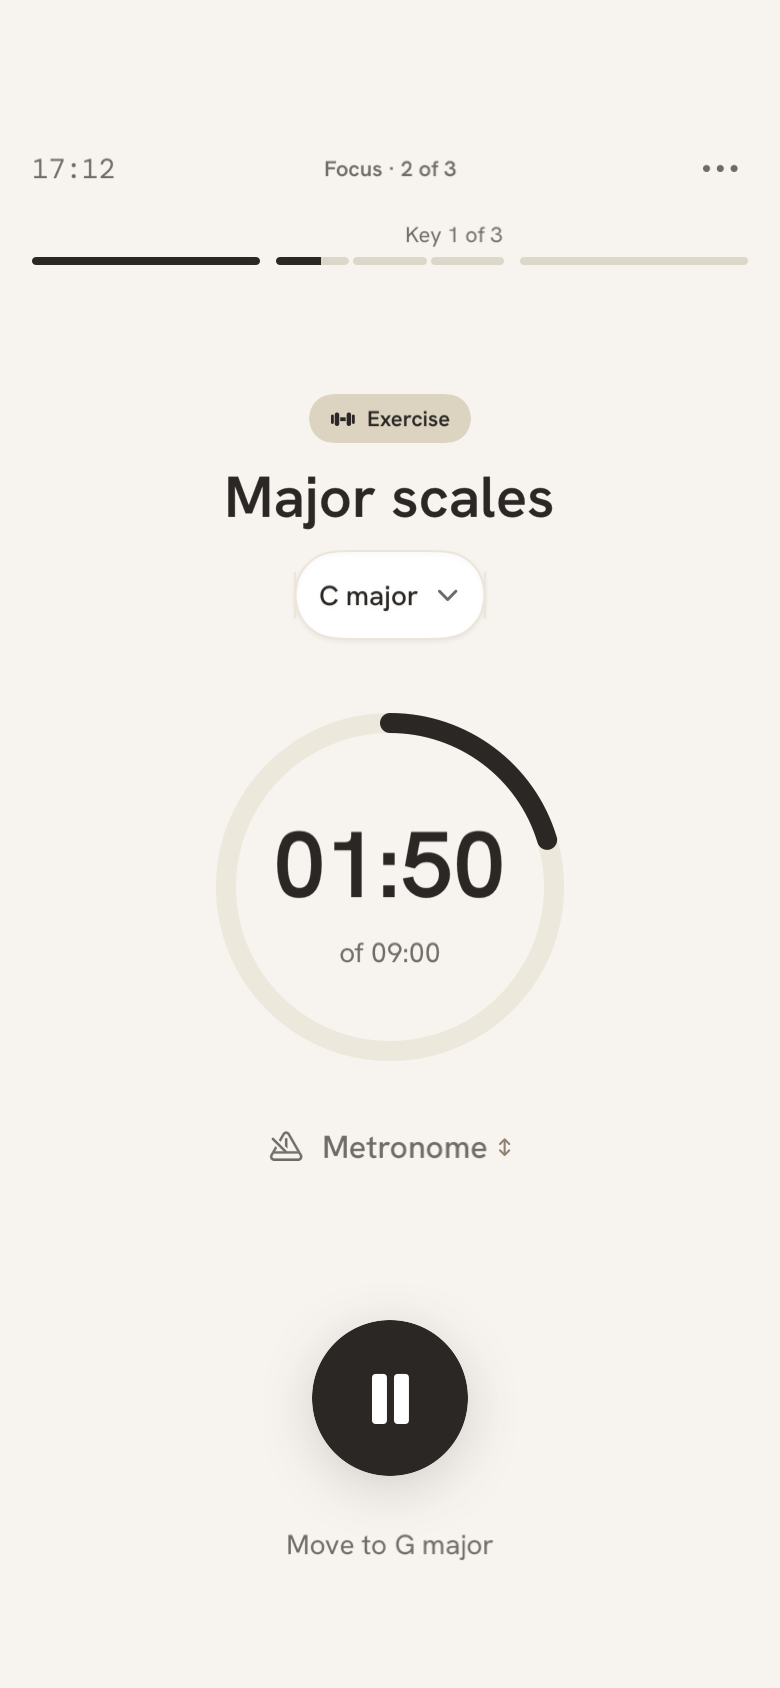 17:12
Focus · 2 of 3
Key 1 of 3
Exercise
Major scales
C major
01:50
of 09:00
Metronome
Move to G major